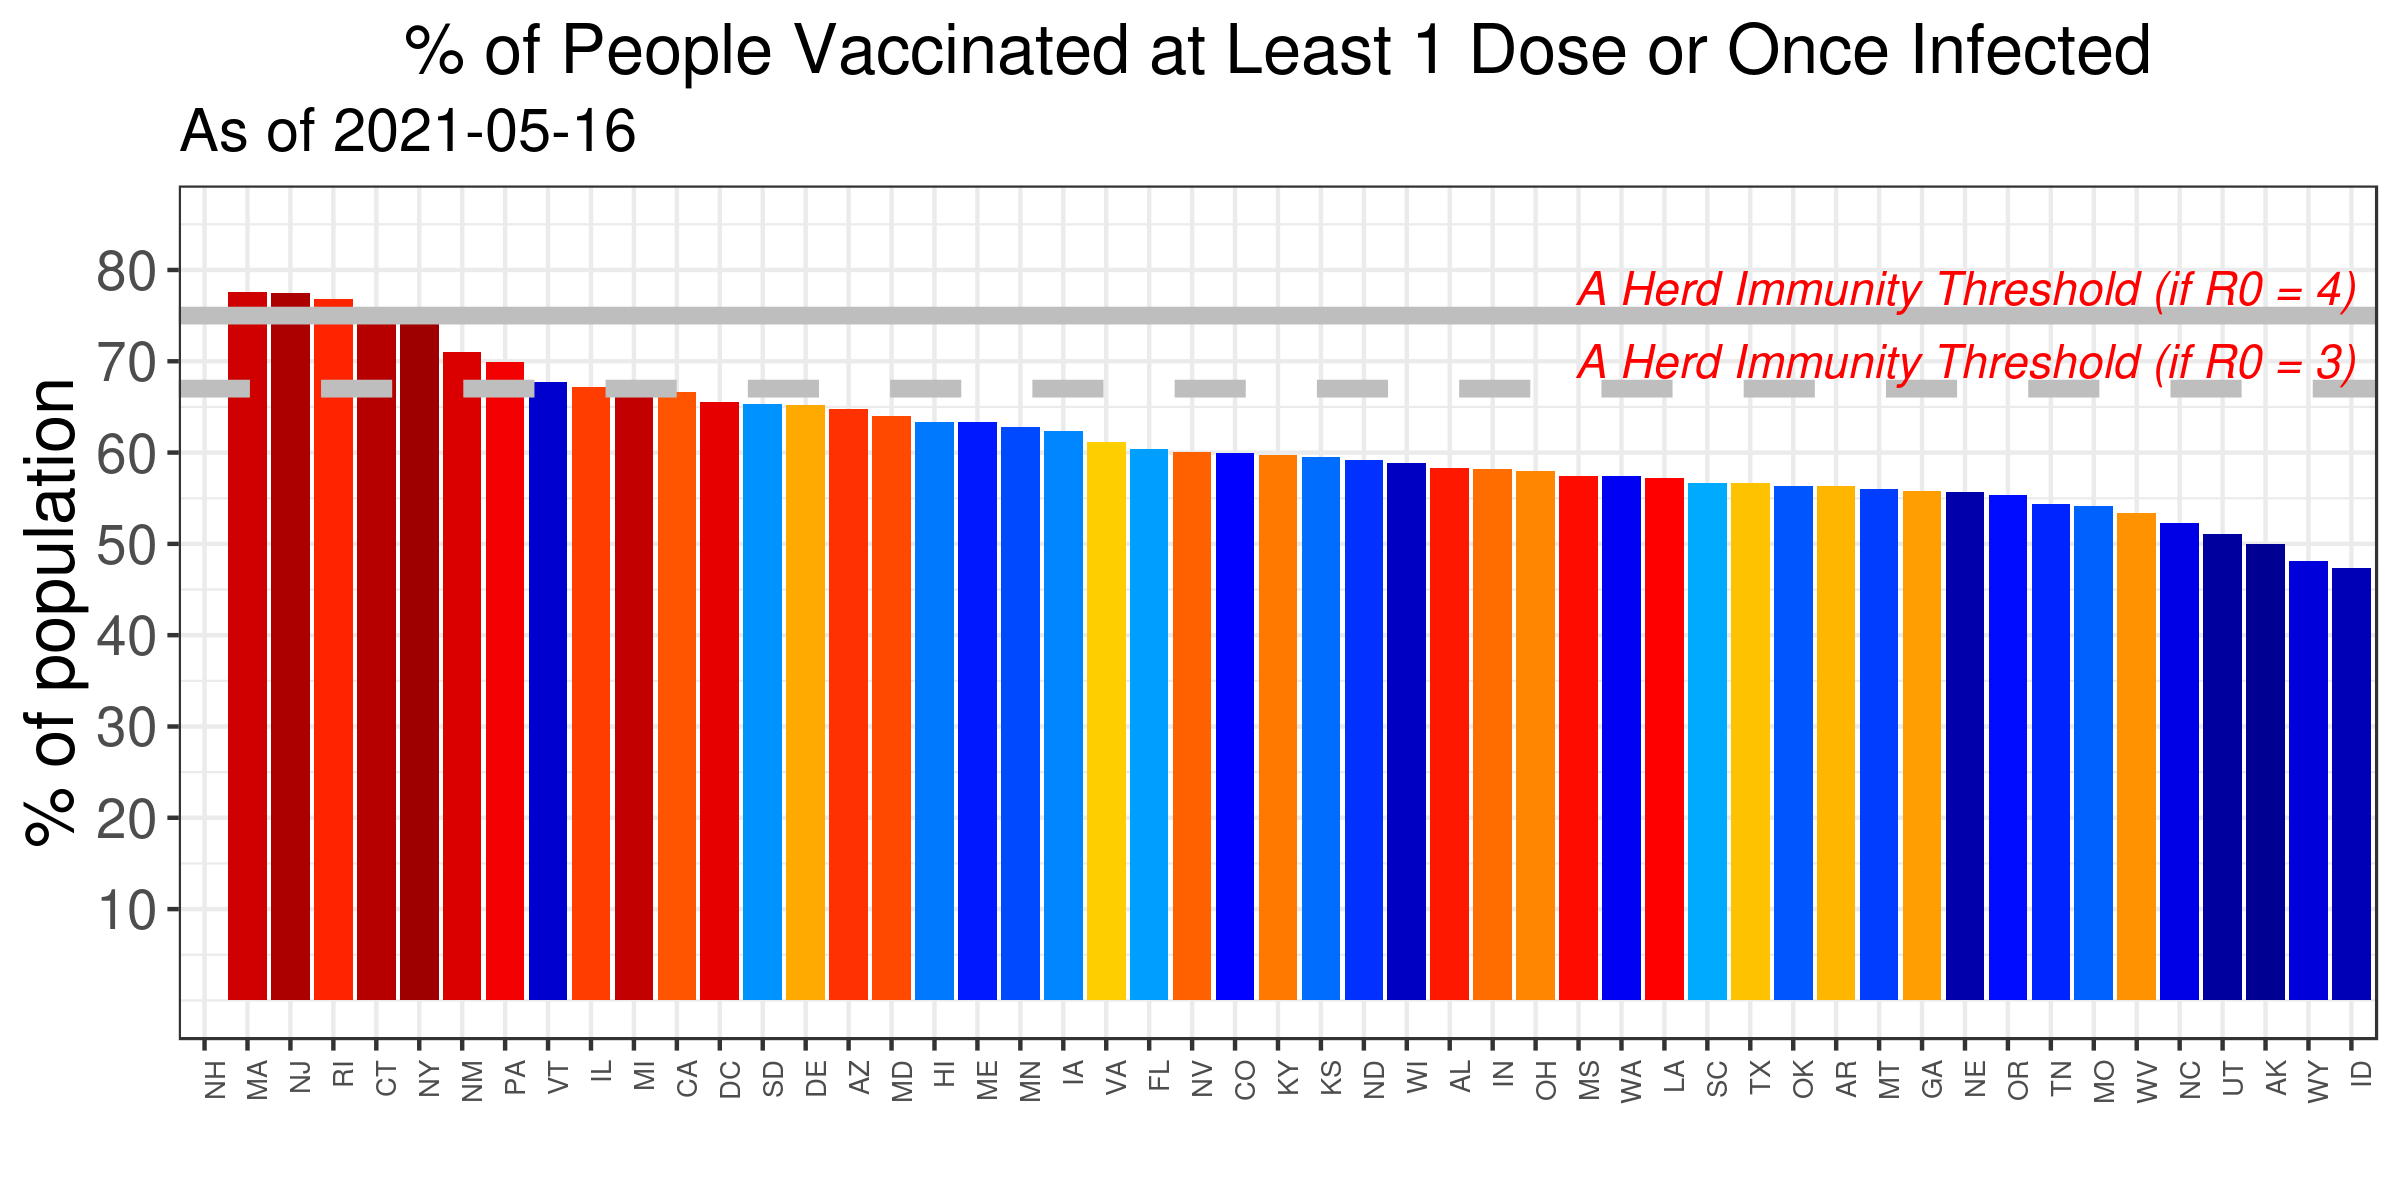 % of People Vaccinated at Least 1 Dose or Once Infected
As of 2021-05-16
% of population
80
70
60
50
40
30
20
10
A Herd Immunity Threshold (if R0 = 4)
A Herd Immunity Threshold (if R0 = 3)
NH MA NJ RI CT NY NM PA VT IL MI CA DC SD DE AZ MD HI ME MN IA VA FL NV CO KY KS ND WI AL IN OH MS WA LA SC TX OK AR MT GA NE OR TN MO WV NC UT AK WY ID